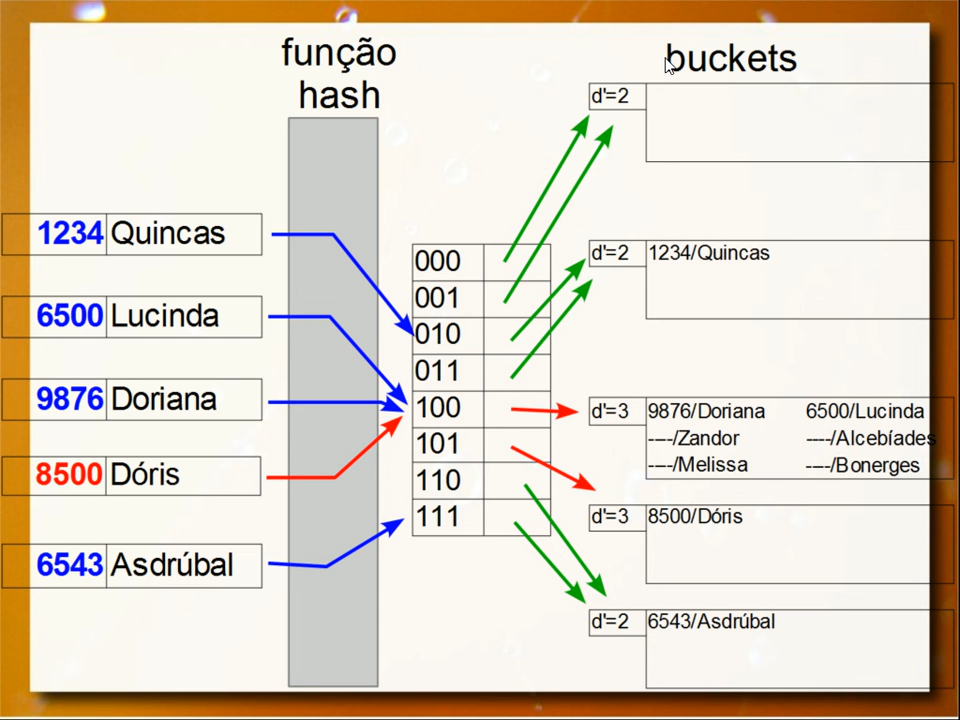 função
hash
buckets
1234 Quincas
6500 Lucinda
9876 Doriana
8500 Dóris
6543 Asdrúbal
000
001
010
011
100
101
110
111
d'=2
d'=2 1234/Quincas
d'=3 9876/Doriana 6500/Lucinda
----/Zandor ----/Alcebíades
----/Melissa ----/Bonerges
d'=3 8500/Dóris
d'=2 6543/Asdrúbal